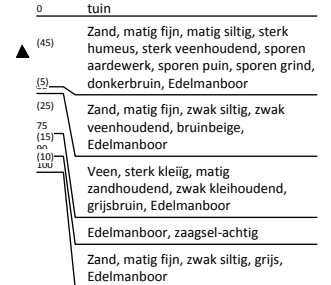 0 tuin
(45) Zand, matig fijn, matig siltig, sterk
humeus, sterk veenhoudend, sporen
aardewerk, sporen puin, sporen grind,
(5) donkerbruin, Edelmanboor
(25) Zand, matig fijn, zwak siltig, zwak
75 veenhoudend, bruinbeige,
(15) Edelmanboor
90
(10)
100 Veen, sterk kleiïg, matig
zandhoudend, zwak kleihoudend,
grijsbruin, Edelmanboor
Edelmanboor, zaagsel-achtig
Zand, matig fijn, zwak siltig, grijs,
Edelmanboor